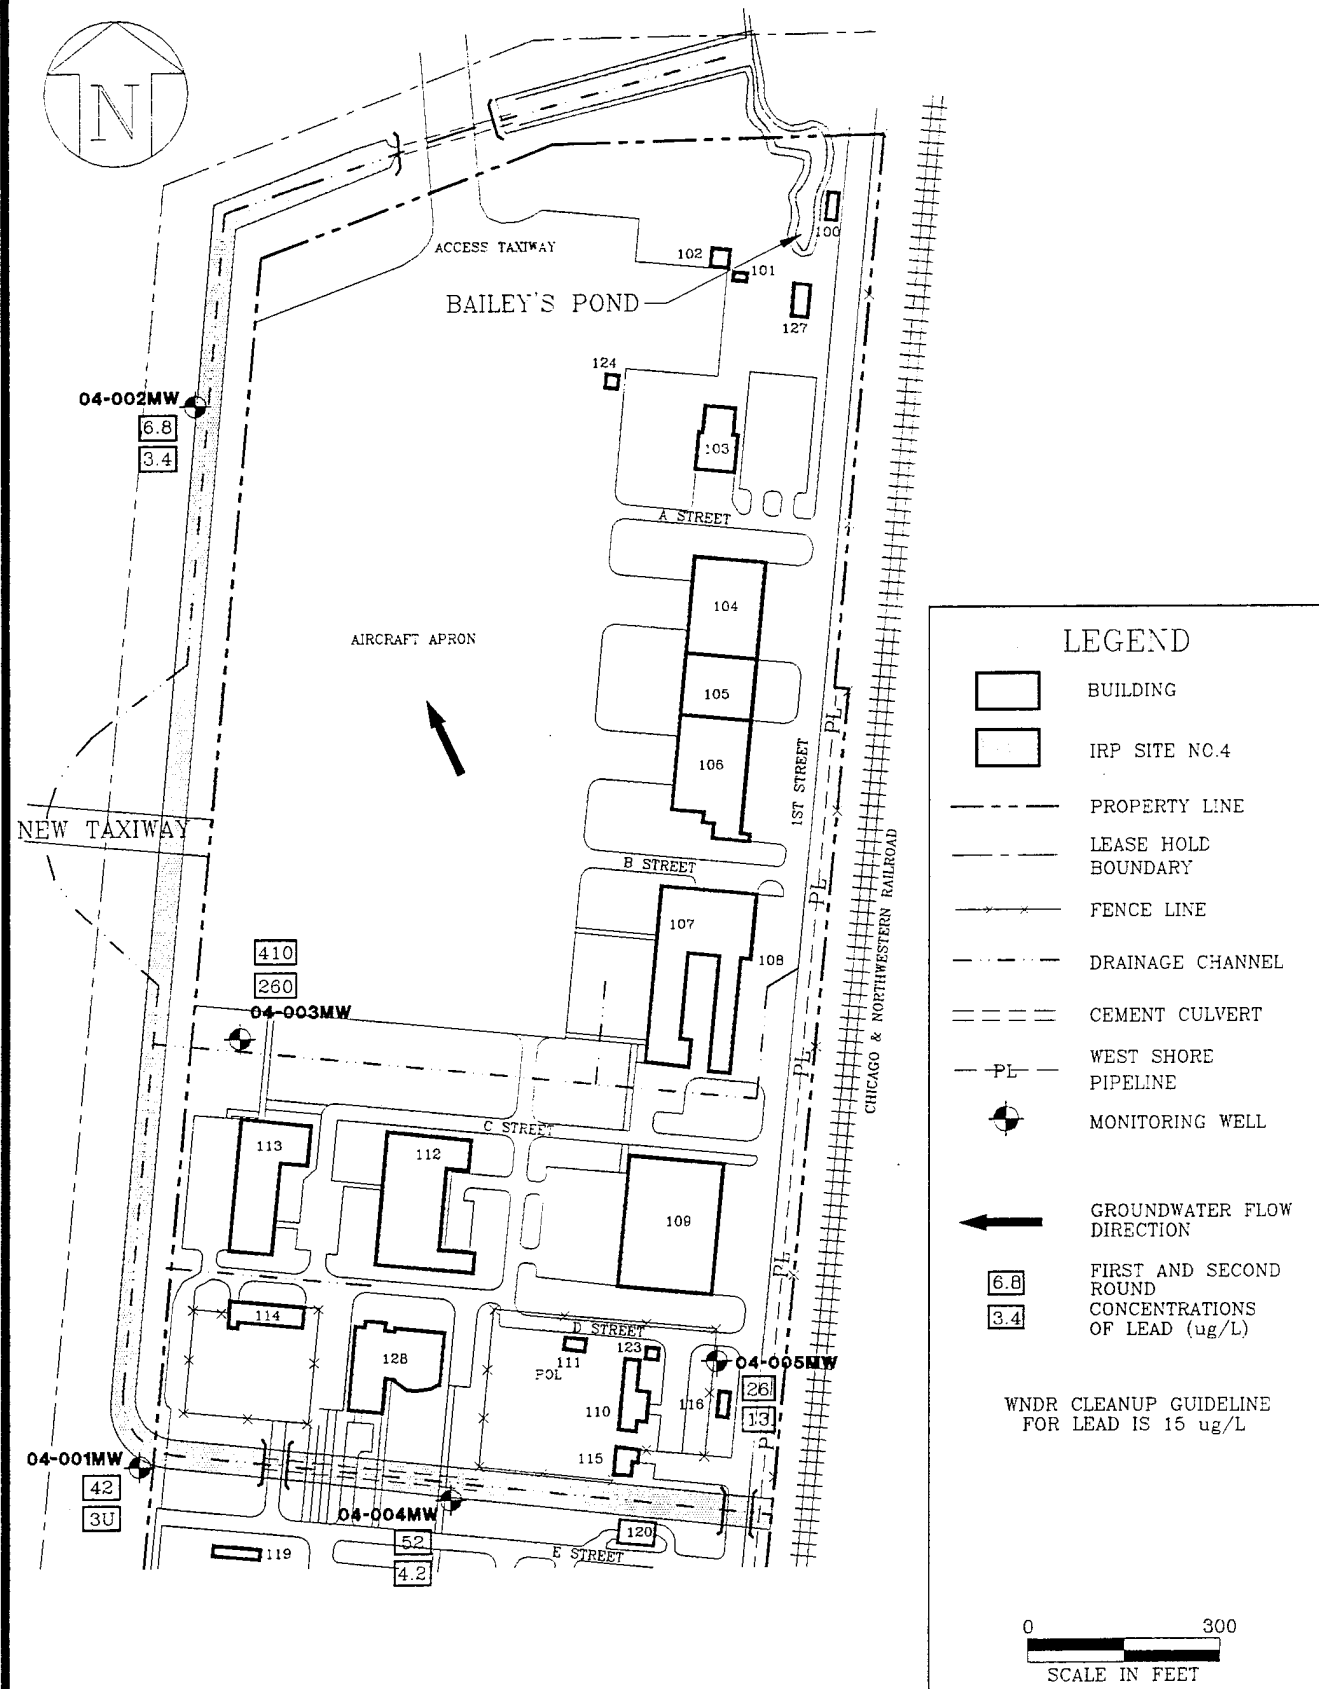 N
ACCESS TAXIWAY
102
101
100
BAILEY'S POND
127
124
04-002MW
6.8
3.4
103
A STREET
104
AIRCRAFT APRON
105
106
PL
1ST STREET
NEW TAXIWAY
B STREET
PL
107
108
CHICAGO & NORTHWESTERN RAILROAD
410
260
04-003MW
PL
C STREET
113
112
109
PL
114
D STREET
128
111
123
POL
04-005MW
26
13
116
110
115
04-001MW
42
3U
04-004MW
52
4.2
120
119
E STREET
LEGEND
BUILDING
IRP SITE NO.4
PROPERTY LINE
LEASE HOLD
BOUNDARY
FENCE LINE
DRAINAGE CHANNEL
CEMENT CULVERT
PL
WEST SHORE
PIPELINE
MONITORING WELL
GROUNDWATER FLOW
DIRECTION
6.8
3.4
FIRST AND SECOND
ROUND
CONCENTRATIONS
OF LEAD (ug/L)
WNDR CLEANUP GUIDELINE
FOR LEAD IS 15 ug/L
0 300
SCALE IN FEET